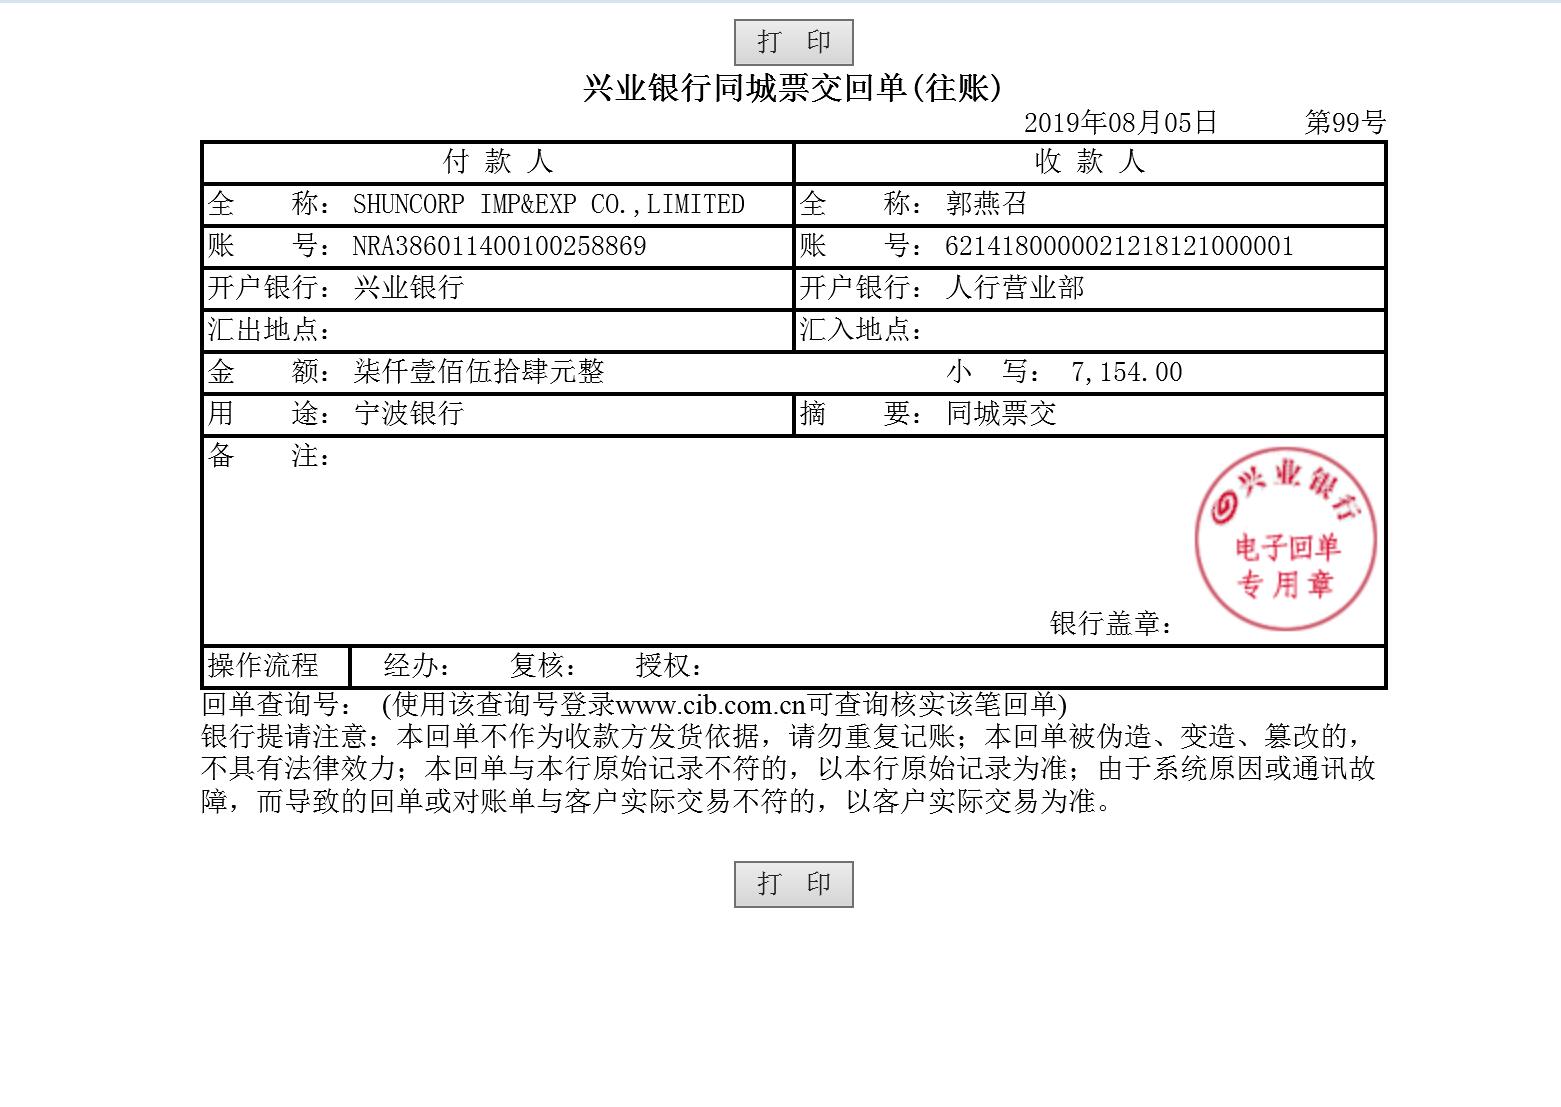 打 印
兴业银行同城票交回单(往账)
2019年08月05日 第99号
付 款 人 收 款 人
全 称： SHUNCORP IMP&EXP CO.,LIMITED 全 称： 郭燕召
账 号： NRA386011400100258869 账 号： 6214180000021218121000001
开户银行： 兴业银行 开户银行： 人行营业部
汇出地点： 汇入地点：
金 额： 柒仟壹佰伍拾肆元整 小 写： 7,154.00
用 途： 宁波银行 摘 要： 同城票交
备 注：
兴业银行
电子回单
专用章
银行盖章：
操作流程 经办： 复核： 授权：
回单查询号： (使用该查询号登录www.cib.com.cn可查询核实该笔回单)
银行提请注意：本回单不作为收款方发货依据，请勿重复记账；本回单被伪造、变造、篡改的，
不具有法律效力；本回单与本行原始记录不符的，以本行原始记录为准；由于系统原因或通讯故
障，而导致的回单或对账单与客户实际交易不符的，以客户实际交易为准。
打 印